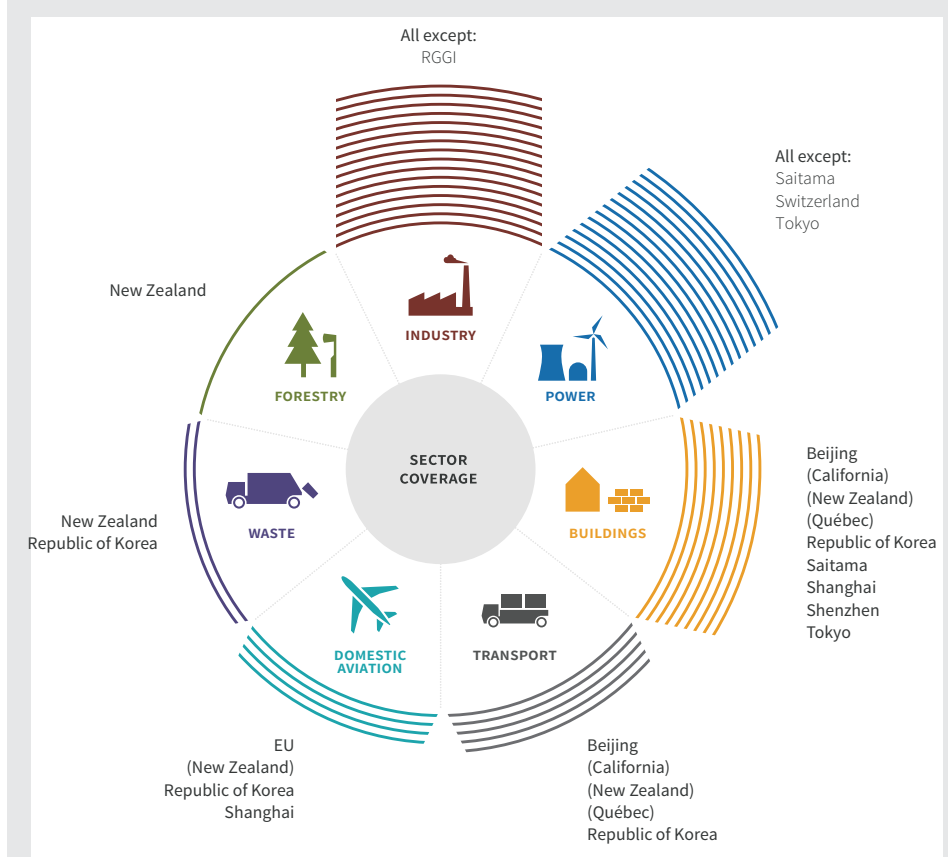 All except:
RGGI
All except:
Saitama
Switzerland
Tokyo
New Zealand
INDUSTRY
FORESTRY
POWER
SECTOR
COVERAGE
Beijing
(California)
(New Zealand)
(Québec)
Republic of Korea
Saitama
Shanghai
Shenzhen
Tokyo
New Zealand
Republic of Korea
WASTE
BUILDINGS
DOMESTIC
AVIATION
TRANSPORT
EU
(New Zealand)
Republic of Korea
Shanghai
Beijing
(California)
(New Zealand)
(Québec)
Republic of Korea